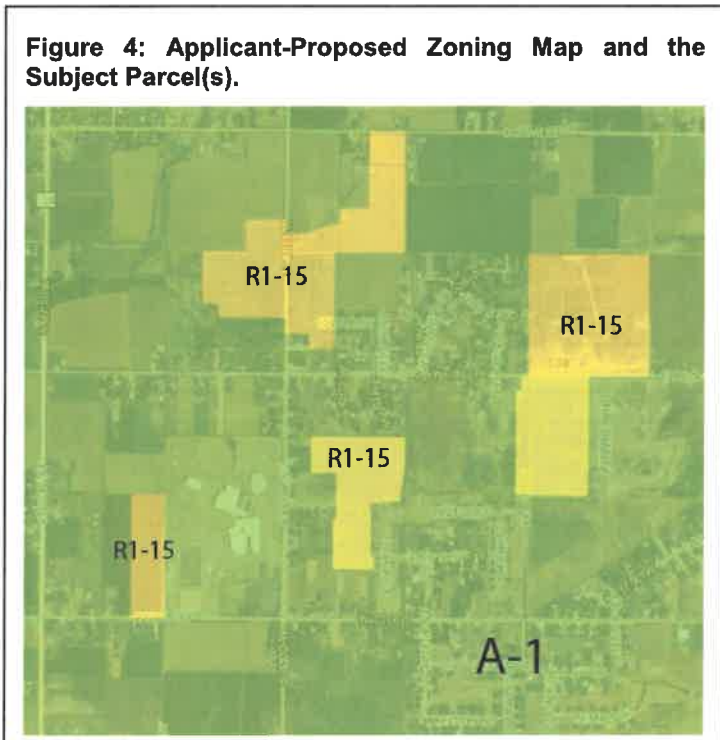 Figure 4: Applicant-Proposed Zoning Map and the
Subject Parcel(s).
R1-15
R1-15
R1-15
R1-15
A-1